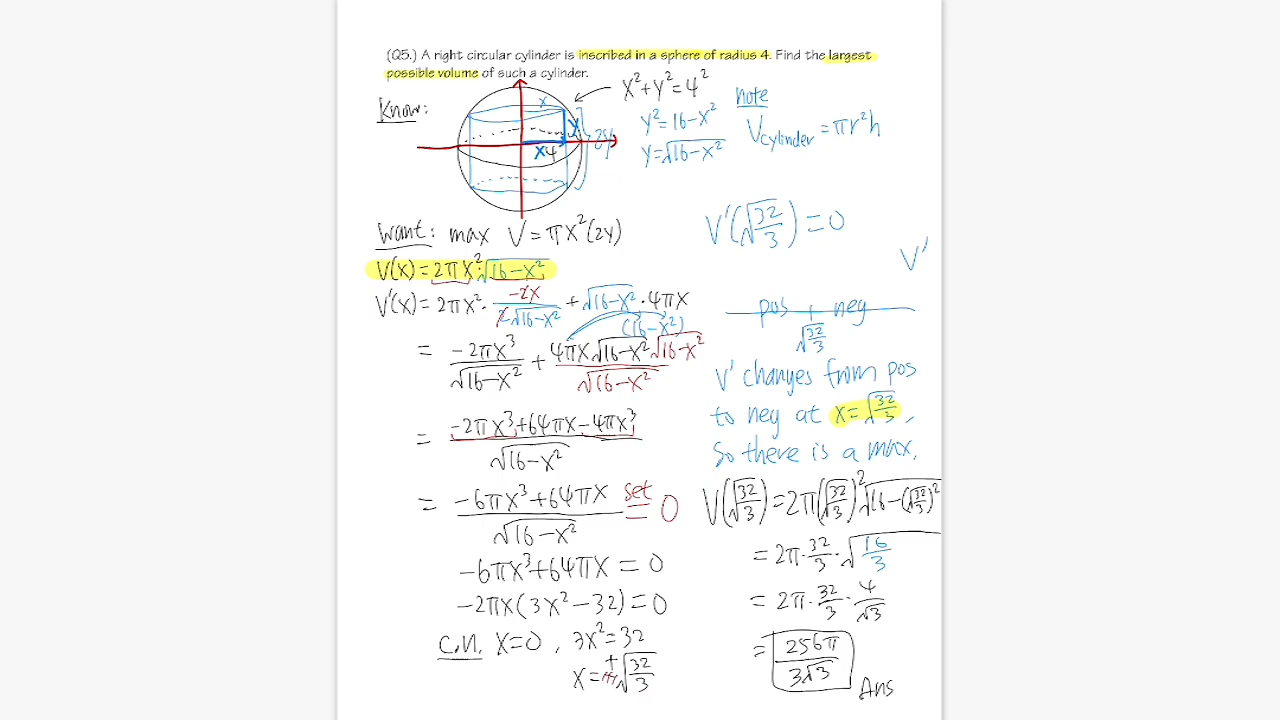 (Q5.) A right circular cylinder is inscribed in a sphere of radius 4. Find the largest
possible volume of such a cylinder.
Know:
x
y
2y
x 4
x²+y²=4²
y²=16-x²
y=√(16-x²)
note
V_cylinder = πr²h
Want: max V=πx²(2y)
V(x)=2πx²·√(16-x²)
V'(x)=2πx²· -2x/(2√(16-x²)) + √(16-x²)·4πx
(16-x²)
= -2πx³/√(16-x²) + 4πx√(16-x²)√(16-x²)/√(16-x²)
= (-2πx³+64πx-4πx³)/√(16-x²)
= (-6πx³+64πx)/√(16-x²) set = 0
-6πx³+64πx=0
-2πx(3x²-32)=0
C.N. x=0, 3x²=32
x=±√(32/3)
V'(√(32/3))=0
V'
pos neg
√(32/3)
V' changes from pos
to neg at x=√(32/3),
so there is a max.
V(√(32/3))=2π(√(32/3))²√(16-(√(32/3))²)
=2π·32/3·√(16/3)
=2π·32/3·4/√3
=256π/(3√3)
Ans